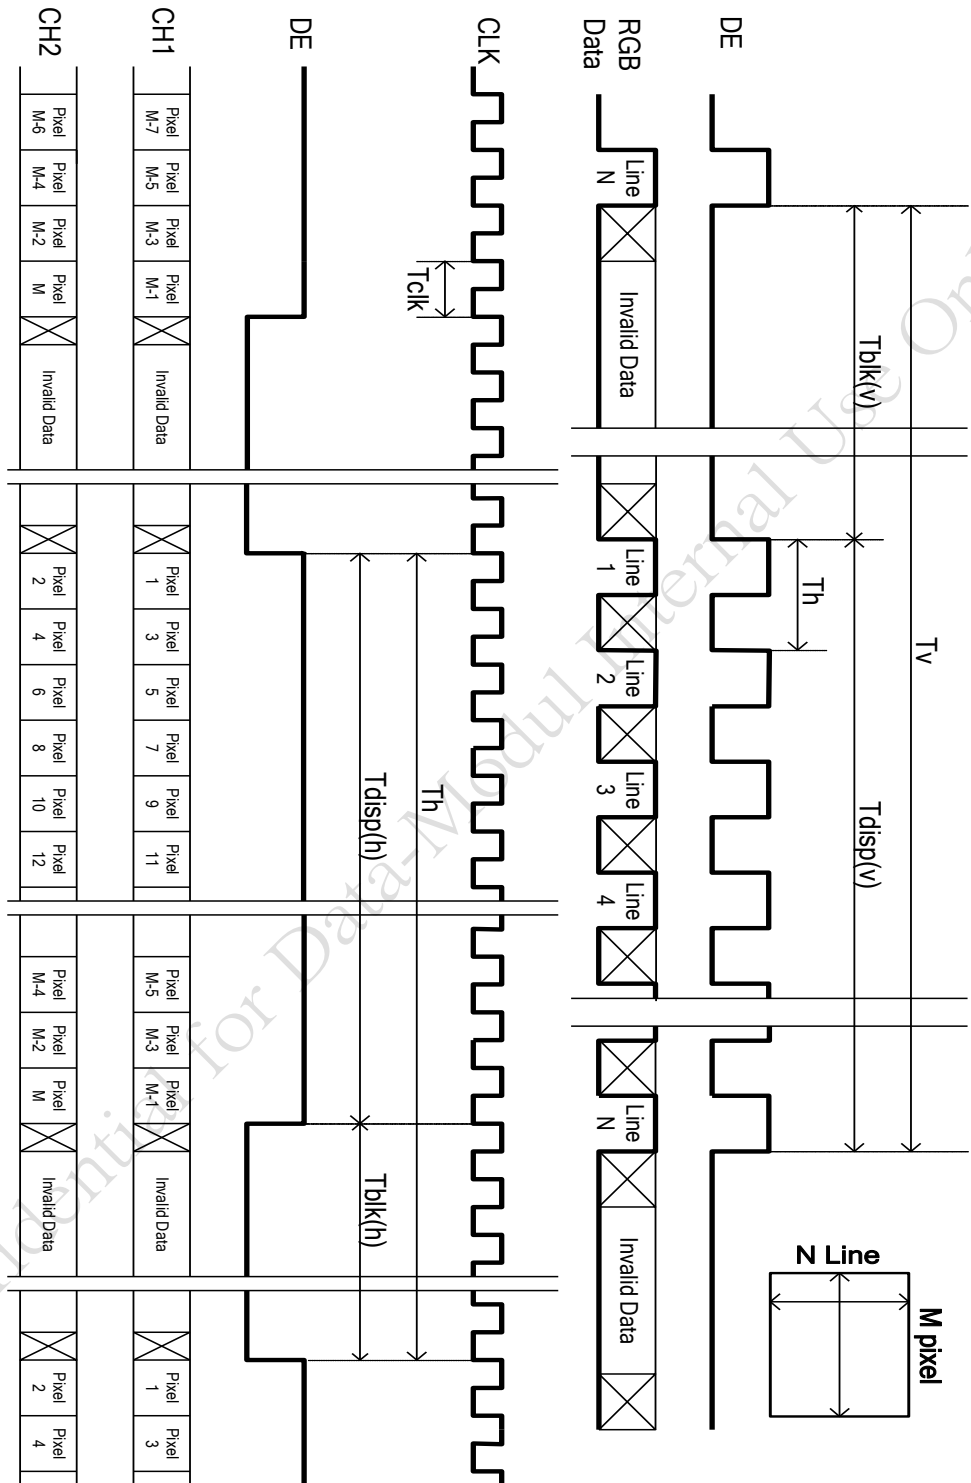 DE
RGB
Data
Line
N
Invalid Data
Line
1
Line
2
Line
3
Line
4
Line
N
Invalid Data
Tv
Tblk(v)
Tdisp(v)
Th
N Line
M pixel
CLK
Tclk
DE
Th
Tdisp(h)
Tblk(h)
CH1
Pixel
M-7
Pixel
M-5
Pixel
M-3
Pixel
M-1
Invalid Data
Pixel
1
Pixel
3
Pixel
5
Pixel
7
Pixel
9
Pixel
11
Pixel
M-5
Pixel
M-3
Pixel
M-1
Invalid Data
Pixel
1
Pixel
3
CH2
Pixel
M-6
Pixel
M-4
Pixel
M-2
Pixel
M
Invalid Data
Pixel
2
Pixel
4
Pixel
6
Pixel
8
Pixel
10
Pixel
12
Pixel
M-4
Pixel
M-2
Pixel
M
Invalid Data
Pixel
2
Pixel
4
for Data-Modul Internal Use